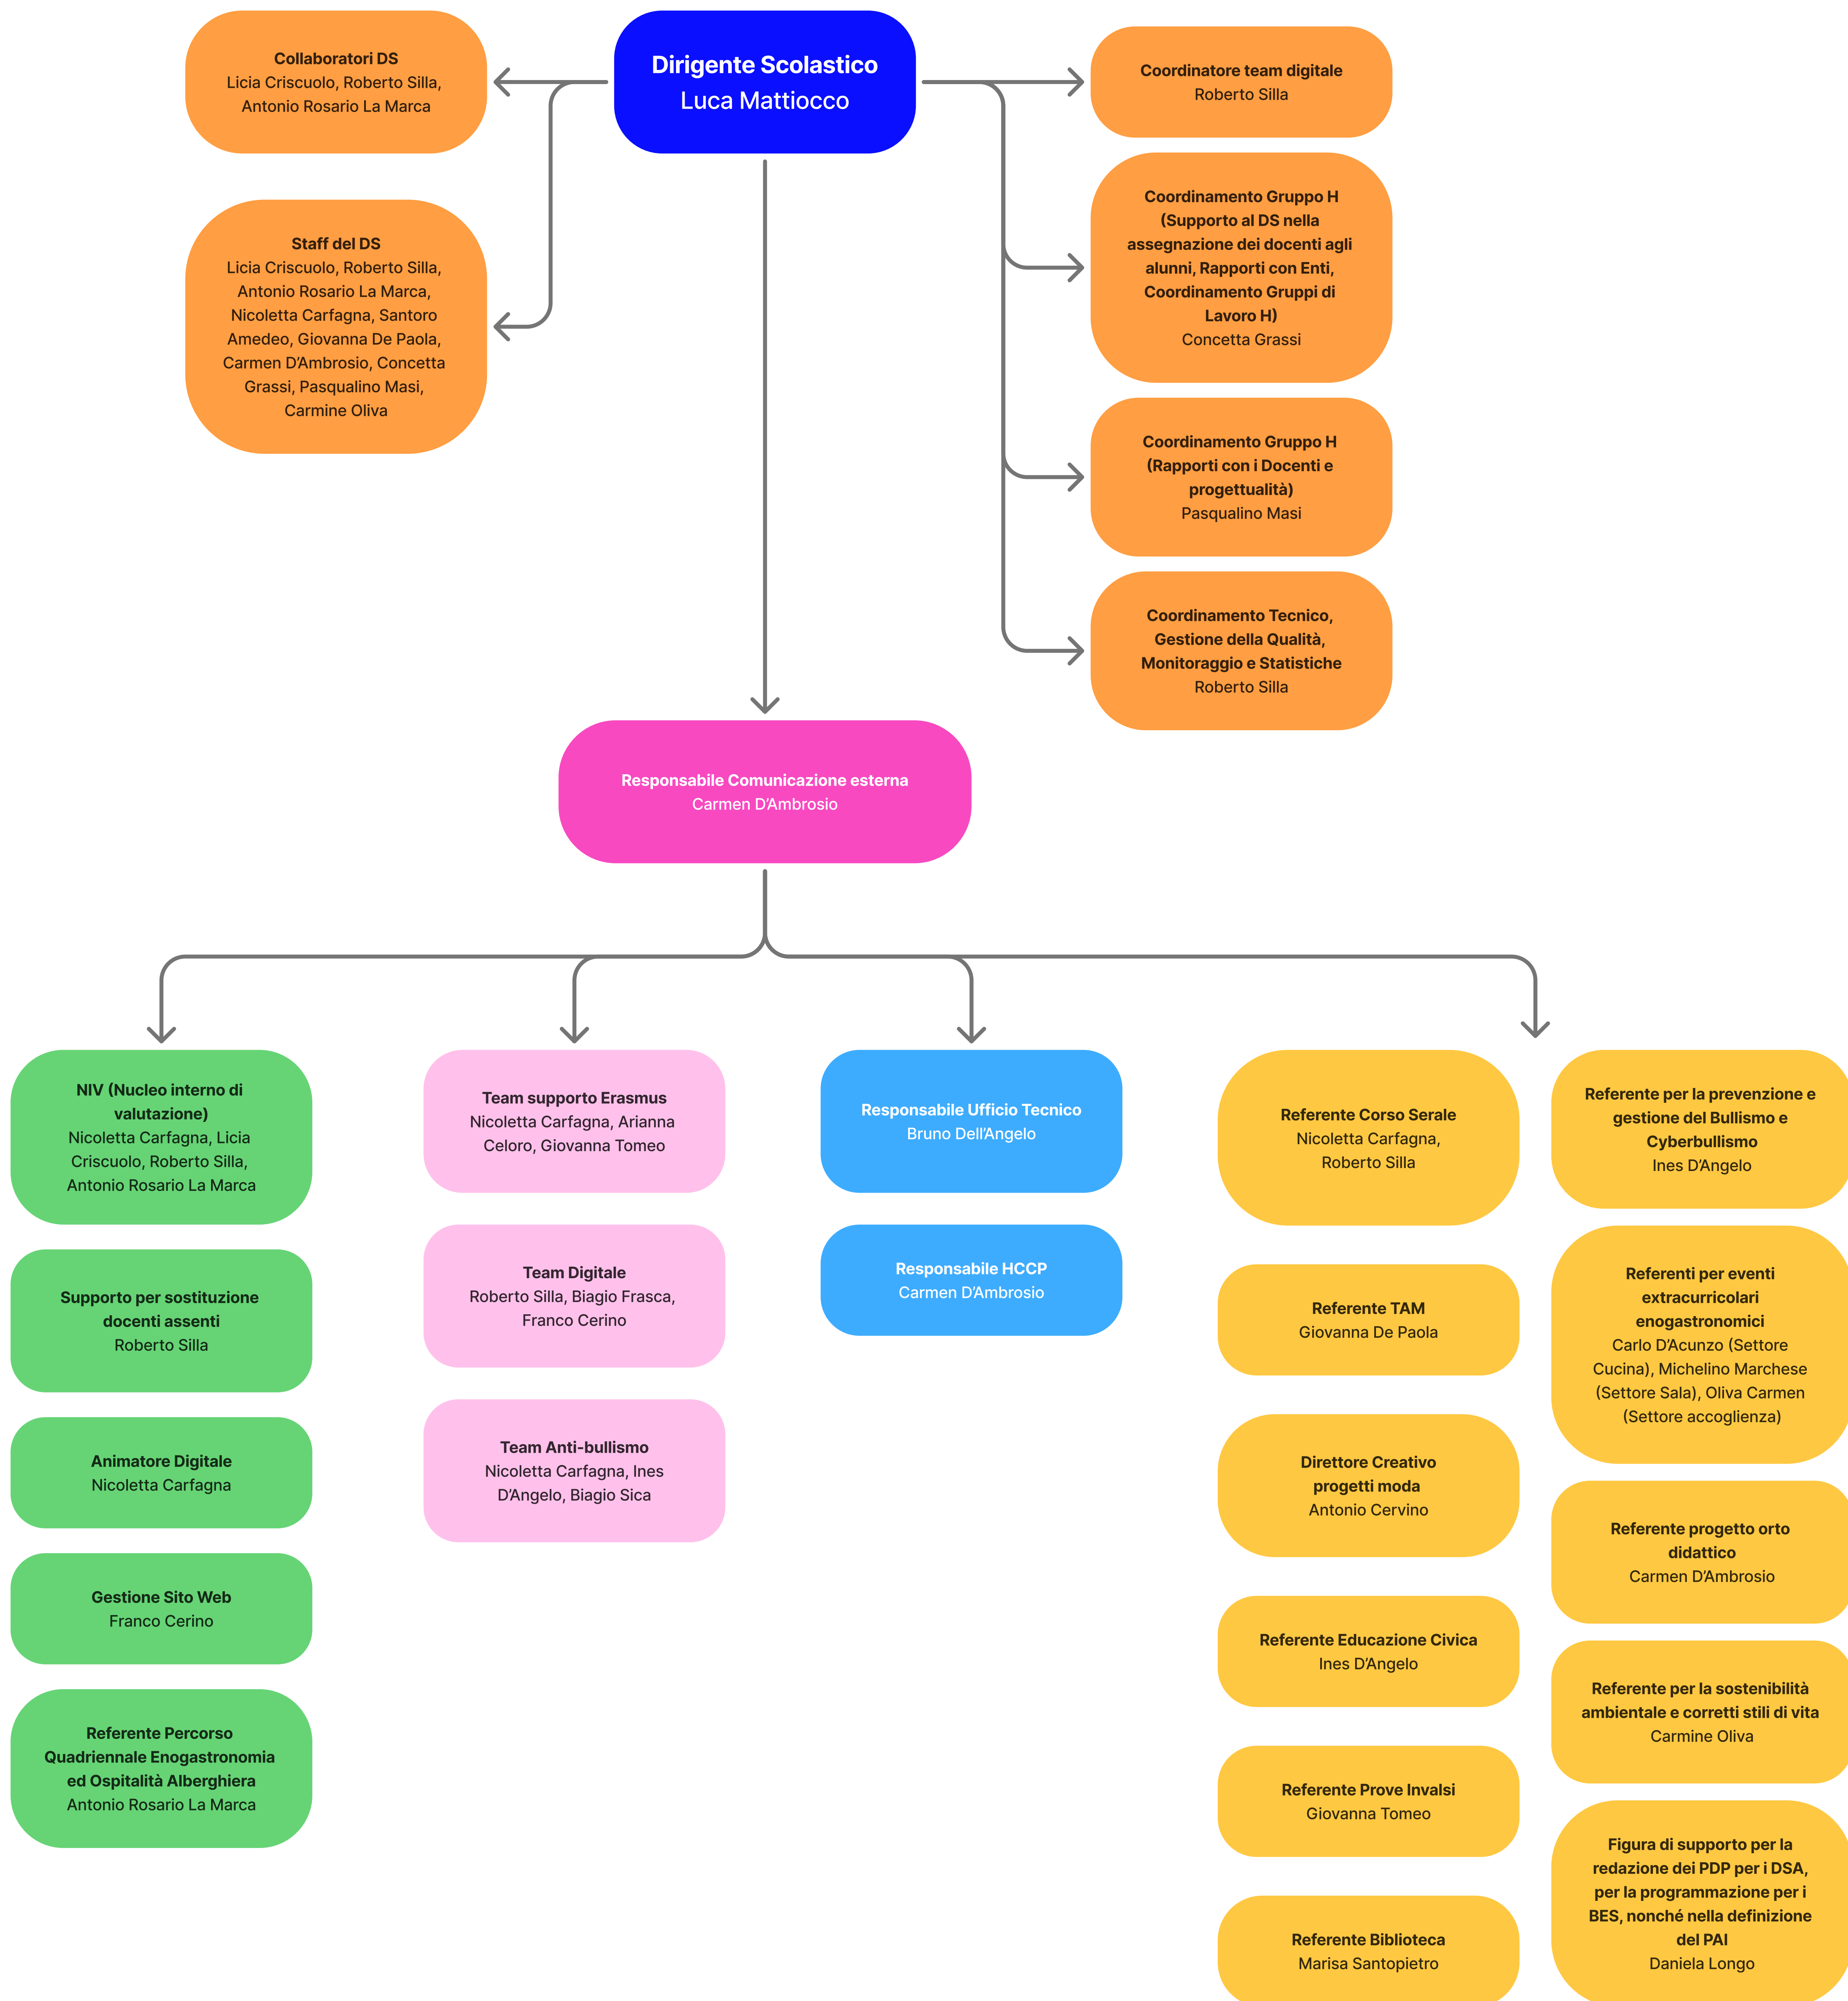 Collaboratori DS
Licia Criscuolo, Roberto Silla,
Antonio Rosario La Marca
Dirigente Scolastico
Luca Mattiocco
Coordinatore team digitale
Roberto Silla
Staff del DS
Licia Criscuolo, Roberto Silla,
Antonio Rosario La Marca,
Nicoletta Carfagna, Santoro
Amedeo, Giovanna De Paola,
Carmen D’Ambrosio, Concetta
Grassi, Pasqualino Masi,
Carmine Oliva
Coordinamento Gruppo H
(Supporto al DS nella
assegnazione dei docenti agli
alunni, Rapporti con Enti,
Coordinamento Gruppi di
Lavoro H)
Concetta Grassi
Coordinamento Gruppo H
(Rapporti con i Docenti e
progettualità)
Pasqualino Masi
Coordinamento Tecnico,
Gestione della Qualità,
Monitoraggio e Statistiche
Roberto Silla
Responsabile Comunicazione esterna
Carmen D’Ambrosio
NIV (Nucleo interno di
valutazione)
Nicoletta Carfagna, Licia
Criscuolo, Roberto Silla,
Antonio Rosario La Marca
Supporto per sostituzione
docenti assenti
Roberto Silla
Animatore Digitale
Nicoletta Carfagna
Gestione Sito Web
Franco Cerino
Referente Percorso
Quadriennale Enogastronomia
ed Ospitalità Alberghiera
Antonio Rosario La Marca
Team supporto Erasmus
Nicoletta Carfagna, Arianna
Celoro, Giovanna Tomeo
Team Digitale
Roberto Silla, Biagio Frasca,
Franco Cerino
Team Anti-bullismo
Nicoletta Carfagna, Ines
D’Angelo, Biagio Sica
Responsabile Ufficio Tecnico
Bruno Dell’Angelo
Responsabile HCCP
Carmen D’Ambrosio
Referente Corso Serale
Nicoletta Carfagna,
Roberto Silla
Referente TAM
Giovanna De Paola
Direttore Creativo
progetti moda
Antonio Cervino
Referente Educazione Civica
Ines D’Angelo
Referente Prove Invalsi
Giovanna Tomeo
Referente Biblioteca
Marisa Santopietro
Referente per la prevenzione e
gestione del Bullismo e
Cyberbullismo
Ines D’Angelo
Referenti per eventi
extracurricolari
enogastronomici
Carlo D’Acunzo (Settore
Cucina), Michelino Marchese
(Settore Sala), Oliva Carmen
(Settore accoglienza)
Referente progetto orto
didattico
Carmen D’Ambrosio
Referente per la sostenibilità
ambientale e corretti stili di vita
Carmine Oliva
Figura di supporto per la
redazione dei PDP per i DSA,
per la programmazione per i
BES, nonché nella definizione
del PAI
Daniela Longo